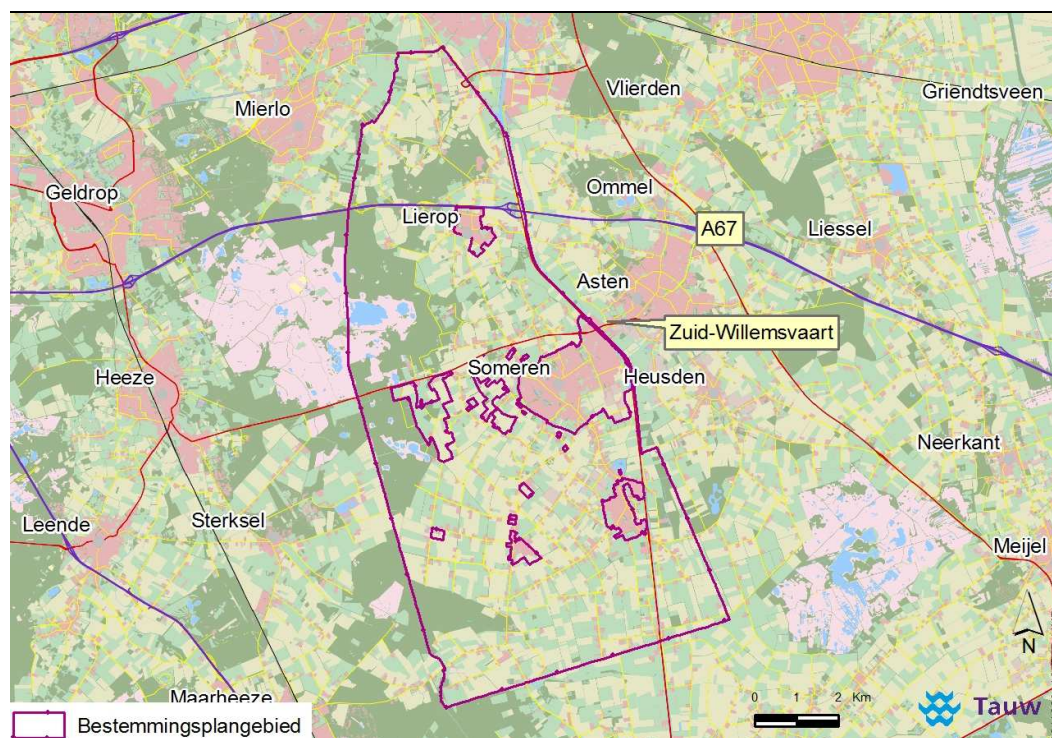 Vlierden
Griendtsveen
Mierlo
Geldrop
Ommel
Lierop
A67
Liessel
Asten
Zuid-Willemsvaart
Someren
Heeze
Heusden
Neerkant
Leende
Sterksel
Meijel
N
Maarheeze
0 1 2 Km
Tauw
Bestemmingsplangebied